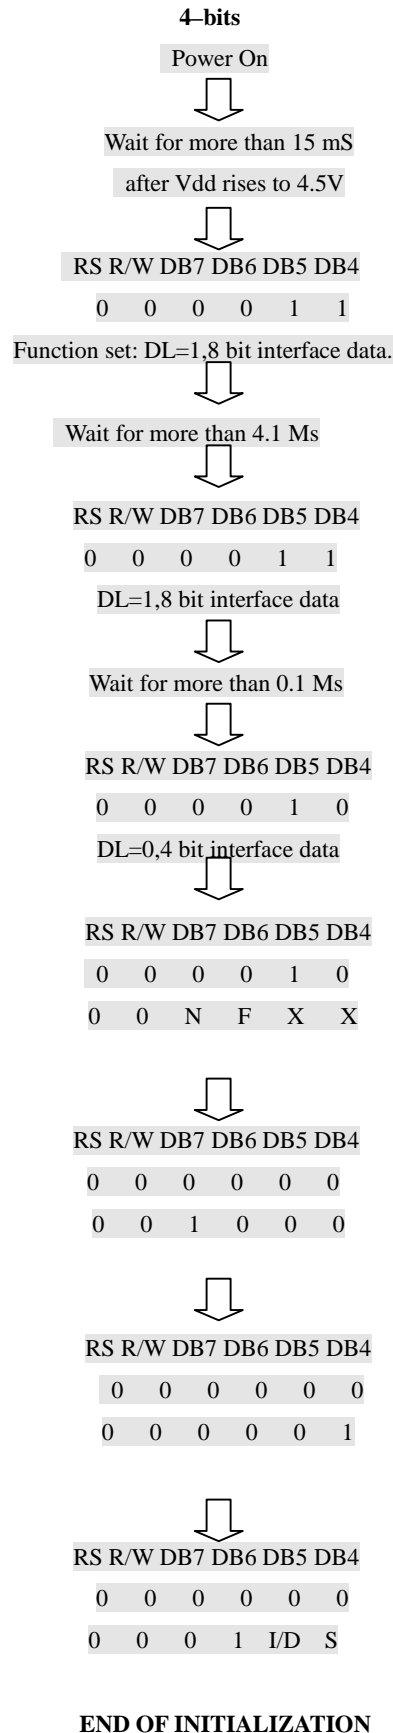 4–bits
Power On
Wait for more than 15 mS
after Vdd rises to 4.5V
RS R/W DB7 DB6 DB5 DB4
0 0 0 0 1 1
Function set: DL=1,8 bit interface data.
Wait for more than 4.1 Ms
RS R/W DB7 DB6 DB5 DB4
0 0 0 0 1 1
DL=1,8 bit interface data
Wait for more than 0.1 Ms
RS R/W DB7 DB6 DB5 DB4
0 0 0 0 1 0
DL=0,4 bit interface data
RS R/W DB7 DB6 DB5 DB4
0 0 0 0 1 0
0 0 N F X X
RS R/W DB7 DB6 DB5 DB4
0 0 0 0 0 0
0 0 1 0 0 0
RS R/W DB7 DB6 DB5 DB4
0 0 0 0 0 0
0 0 0 0 0 1
RS R/W DB7 DB6 DB5 DB4
0 0 0 0 0 0
0 0 0 1 I/D S
END OF INITIALIZATION